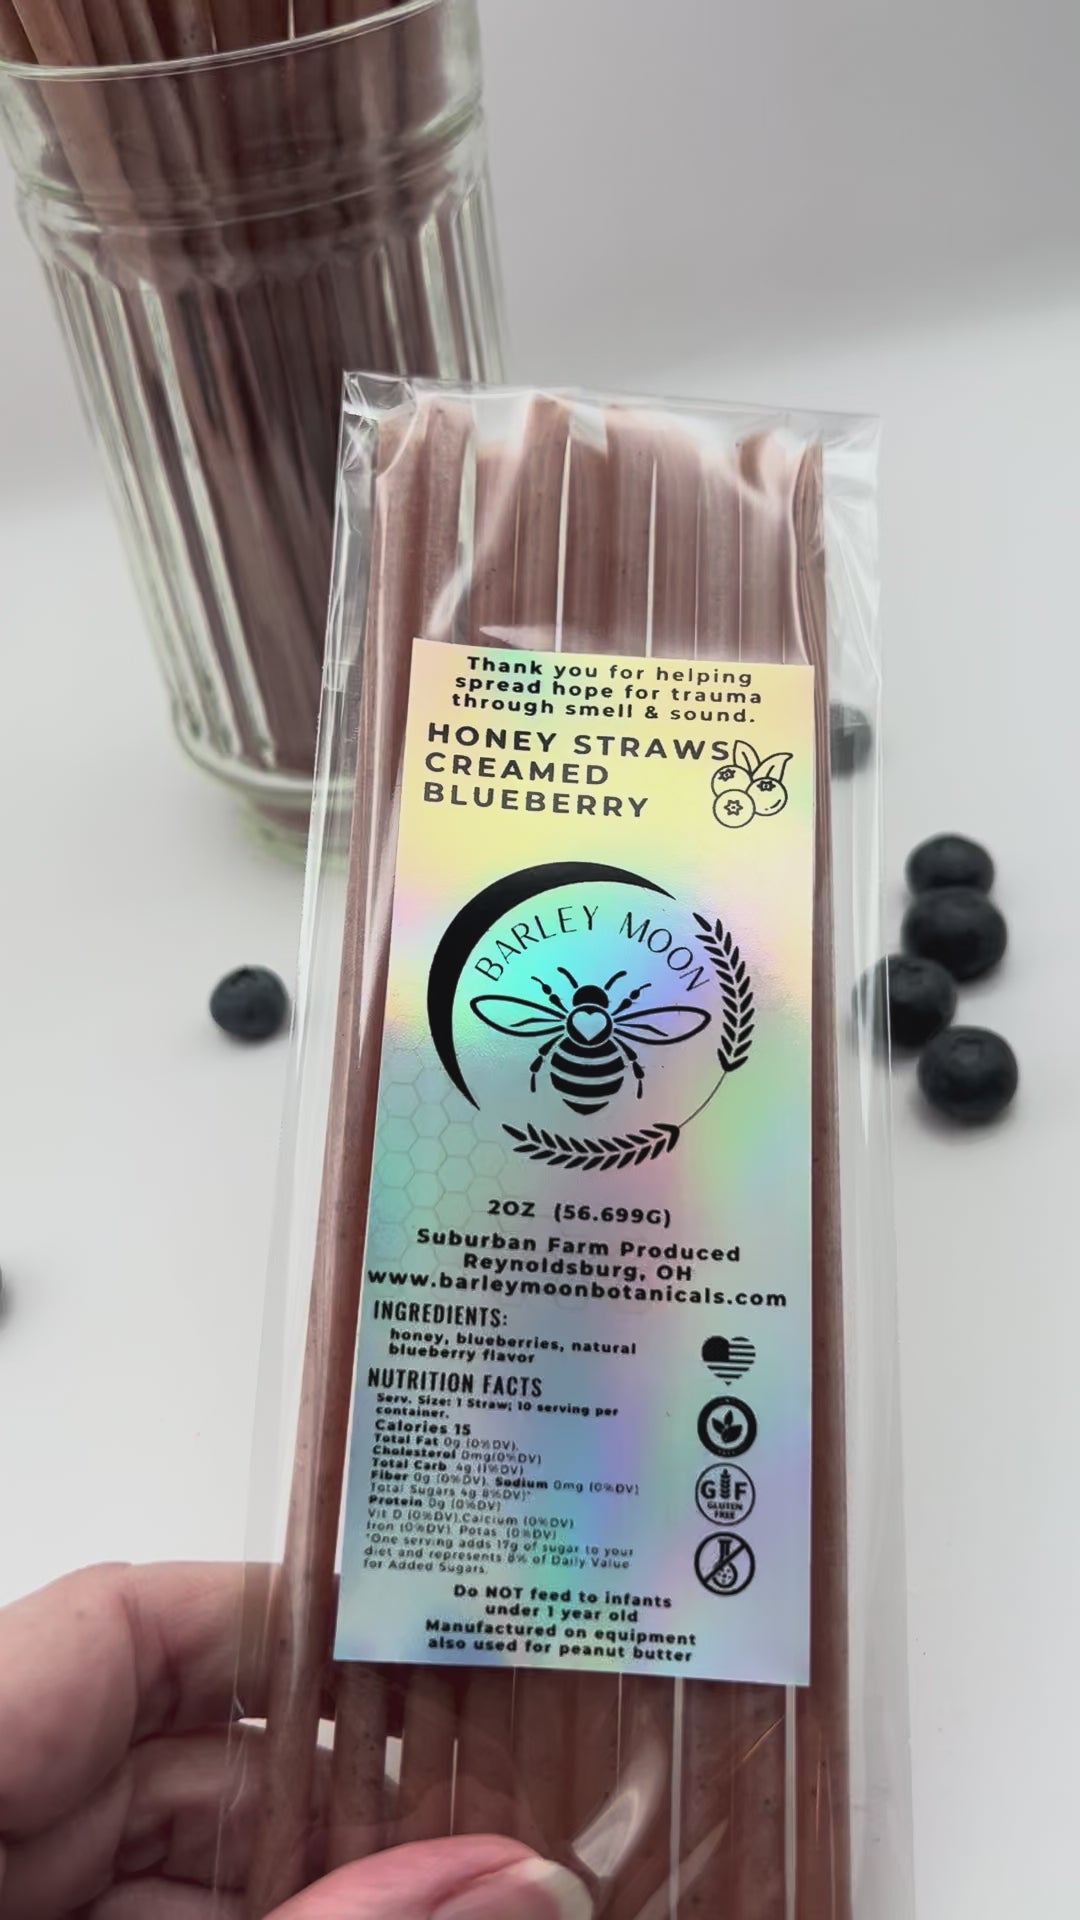 Thank you for helping
spread hope for trauma
through smell & sound.
HONEY STRAWS
CREAMED
BLUEBERRY
BARLEY MOON
2OZ (56.699G)
Suburban Farm Produced
Reynoldsburg, OH
www.barleymoonbotanicals.com
INGREDIENTS:
honey, blueberries, natural
blueberry flavor
NUTRITION FACTS
Serv. Size: 1 Straw; 10 serving per
container.
Calories 15
Total Fat 0g (0%DV).
Cholesterol 0mg(0%DV)
Total Carb 4g (1%DV)
Fiber 0g (0%DV). Sodium 0mg (0%DV)
Total Sugars 4g 8%DV)*
Protein 0g (0%DV)
Vit D (0%DV).Calcium (0%DV)
Iron (0%DV). Potas. (0%DV)
*One serving adds 17g of sugar to your
diet and represents 8% of Daily Value
for Added Sugars.
GF
GLUTEN
FREE
Do NOT feed to infants
under 1 year old
Manufactured on equipment
also used for peanut butter